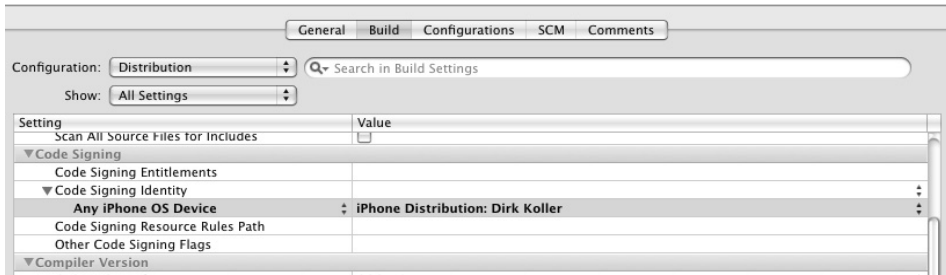 General Build Configurations SCM Comments
Configuration: Distribution Search in Build Settings
Show: All Settings
Setting Value
Scan All Source Files for Includes
Code Signing
Code Signing Entitlements
Code Signing Identity
Any iPhone OS Device iPhone Distribution: Dirk Koller
Code Signing Resource Rules Path
Other Code Signing Flags
Compiler Version